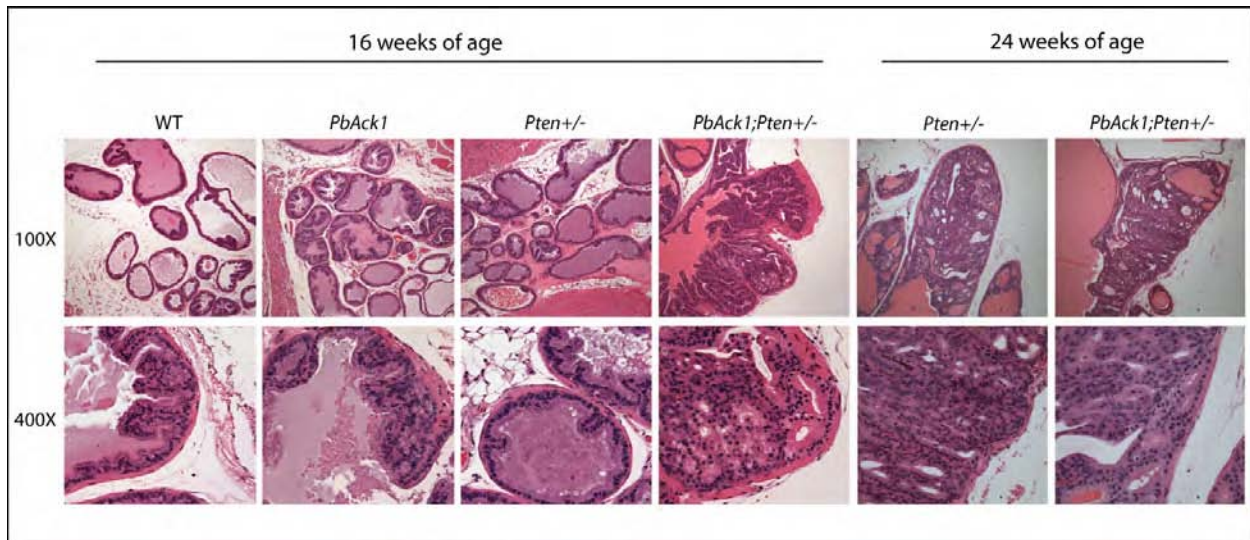 16 weeks of age 24 weeks of age
WT PbAck1 Pten+/- PbAck1;Pten+/- Pten+/- PbAck1;Pten+/-
100X
400X